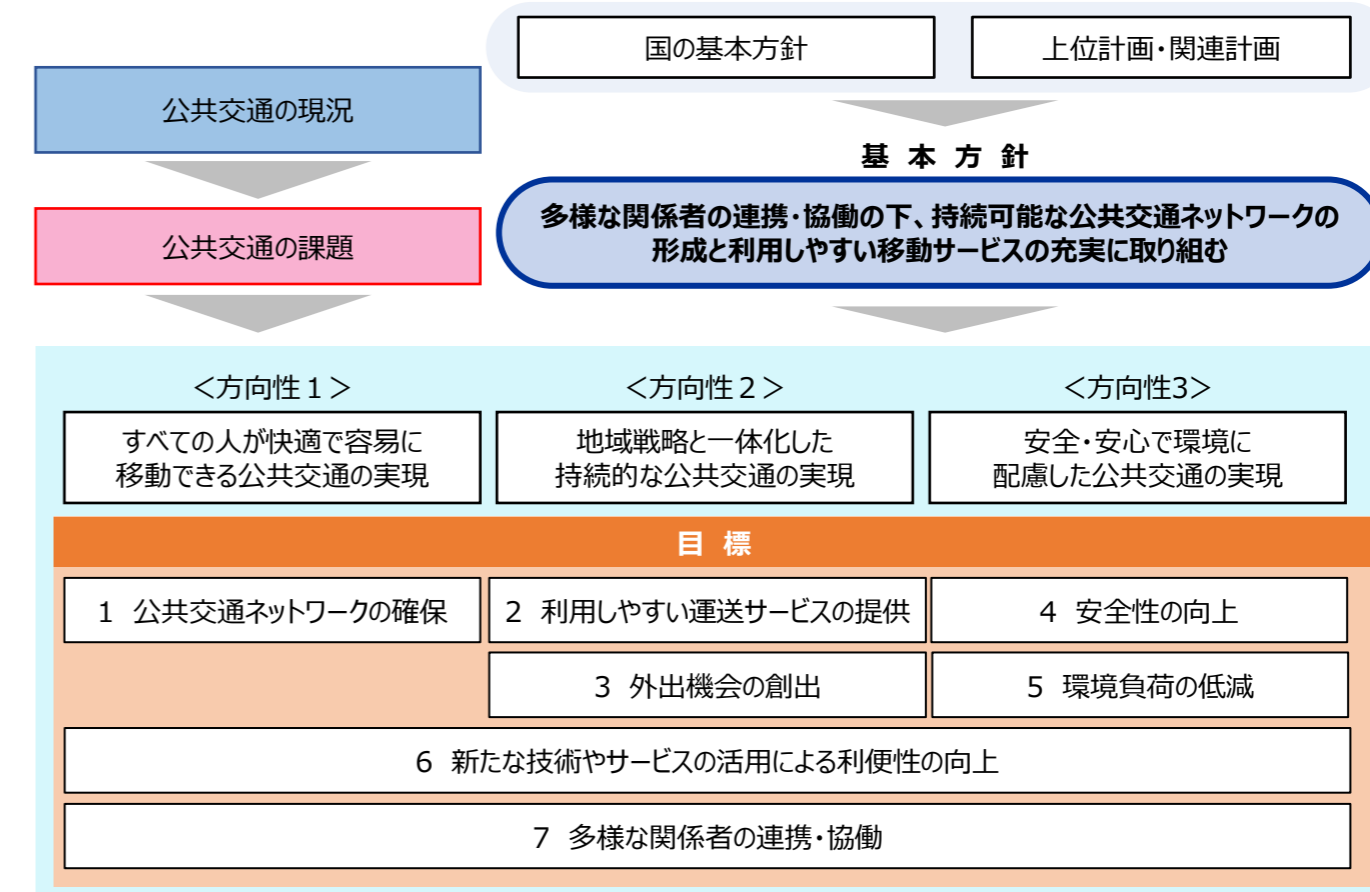 国の基本方針
上位計画・関連計画
公共交通の現況
基本方針
公共交通の課題
多様な関係者の連携・協働の下、持続可能な公共交通ネットワークの
形成と利用しやすい移動サービスの充実に取り組む
＜方向性１＞
すべての人が快適で容易に
移動できる公共交通の実現
＜方向性２＞
地域戦略と一体化した
持続的な公共交通の実現
＜方向性3＞
安全・安心で環境に
配慮した公共交通の実現
目標
1 公共交通ネットワークの確保
2 利用しやすい運送サービスの提供
4 安全性の向上
3 外出機会の創出
5 環境負荷の低減
6 新たな技術やサービスの活用による利便性の向上
7 多様な関係者の連携・協働